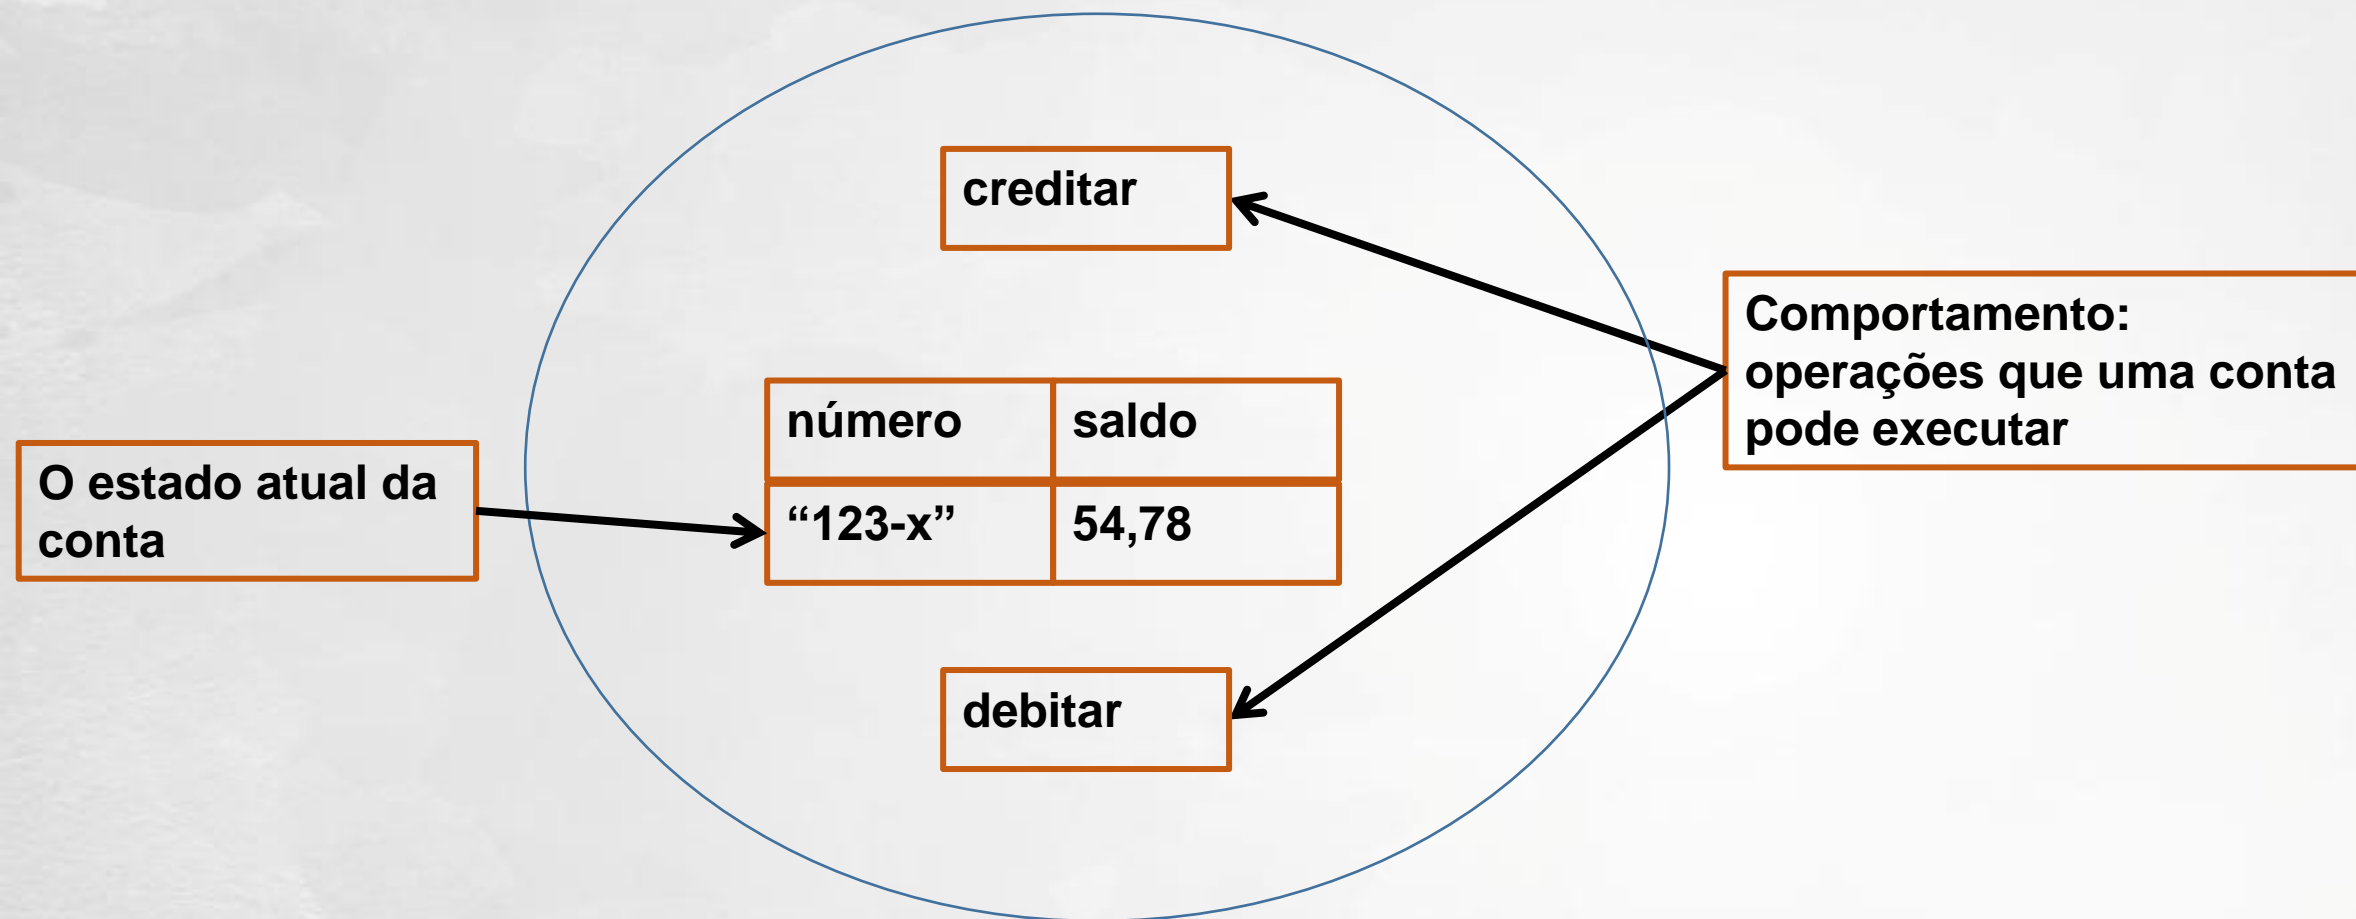 creditar
Comportamento:
operações que uma conta
pode executar
número saldo
O estado atual da
conta
“123-x” 54,78
debitar